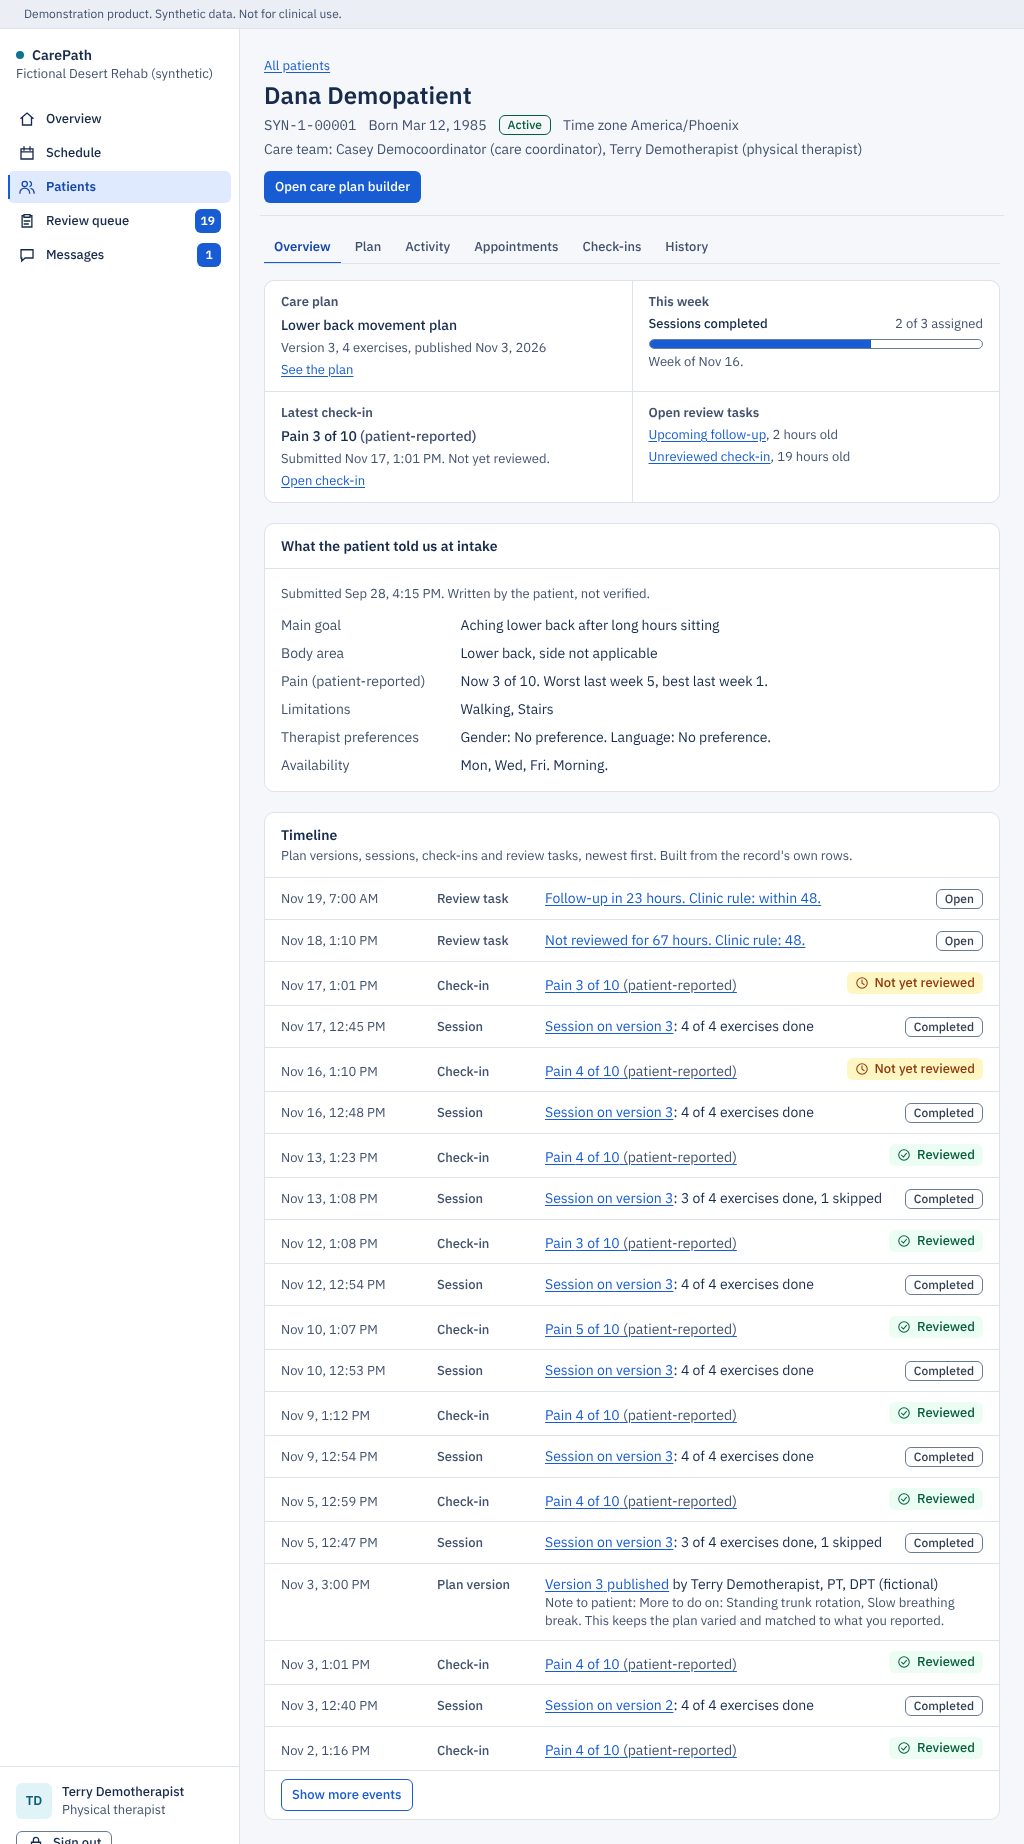 Demonstration product. Synthetic data. Not for clinical use.
CarePath
Fictional Desert Rehab (synthetic)
Overview
Schedule
Patients
Review queue 19
Messages 1
Terry Demotherapist
TD
Physical therapist
Sign out
All patients
Dana Demopatient
SYN-1-00001 Born Mar 12, 1985 Active Time zone America/Phoenix
Care team: Casey Democoordinator (care coordinator), Terry Demotherapist (physical therapist)
Open care plan builder
Overview Plan Activity Appointments Check-ins History
Care plan
Lower back movement plan
Version 3, 4 exercises, published Nov 3, 2026
See the plan
This week
Sessions completed 2 of 3 assigned
Week of Nov 16.
Latest check-in
Pain 3 of 10 (patient-reported)
Submitted Nov 17, 1:01 PM. Not yet reviewed.
Open check-in
Open review tasks
Upcoming follow-up, 2 hours old
Unreviewed check-in, 19 hours old
What the patient told us at intake
Submitted Sep 28, 4:15 PM. Written by the patient, not verified.
Main goal Aching lower back after long hours sitting
Body area Lower back, side not applicable
Pain (patient-reported) Now 3 of 10. Worst last week 5, best last week 1.
Limitations Walking, Stairs
Therapist preferences Gender: No preference. Language: No preference.
Availability Mon, Wed, Fri. Morning.
Timeline
Plan versions, sessions, check-ins and review tasks, newest first. Built from the record's own rows.
Nov 19, 7:00 AM Review task Follow-up in 23 hours. Clinic rule: within 48. Open
Nov 18, 1:10 PM Review task Not reviewed for 67 hours. Clinic rule: 48. Open
Nov 17, 1:01 PM Check-in Pain 3 of 10 (patient-reported) Not yet reviewed
Nov 17, 12:45 PM Session Session on version 3: 4 of 4 exercises done Completed
Nov 16, 1:10 PM Check-in Pain 4 of 10 (patient-reported) Not yet reviewed
Nov 16, 12:48 PM Session Session on version 3: 4 of 4 exercises done Completed
Nov 13, 1:23 PM Check-in Pain 4 of 10 (patient-reported) Reviewed
Nov 13, 1:08 PM Session Session on version 3: 3 of 4 exercises done, 1 skipped Completed
Nov 12, 1:08 PM Check-in Pain 3 of 10 (patient-reported) Reviewed
Nov 12, 12:54 PM Session Session on version 3: 4 of 4 exercises done Completed
Nov 10, 1:07 PM Check-in Pain 5 of 10 (patient-reported) Reviewed
Nov 10, 12:53 PM Session Session on version 3: 4 of 4 exercises done Completed
Nov 9, 1:12 PM Check-in Pain 4 of 10 (patient-reported) Reviewed
Nov 9, 12:54 PM Session Session on version 3: 4 of 4 exercises done Completed
Nov 5, 12:59 PM Check-in Pain 4 of 10 (patient-reported) Reviewed
Nov 5, 12:47 PM Session Session on version 3: 3 of 4 exercises done, 1 skipped Completed
Nov 3, 3:00 PM Plan version Version 3 published by Terry Demotherapist, PT, DPT (fictional)
Note to patient: More to do on: Standing trunk rotation, Slow breathing
break. This keeps the plan varied and matched to what you reported.
Nov 3, 1:01 PM Check-in Pain 4 of 10 (patient-reported) Reviewed
Nov 3, 12:40 PM Session Session on version 2: 4 of 4 exercises done Completed
Nov 2, 1:16 PM Check-in Pain 4 of 10 (patient-reported) Reviewed
Show more events